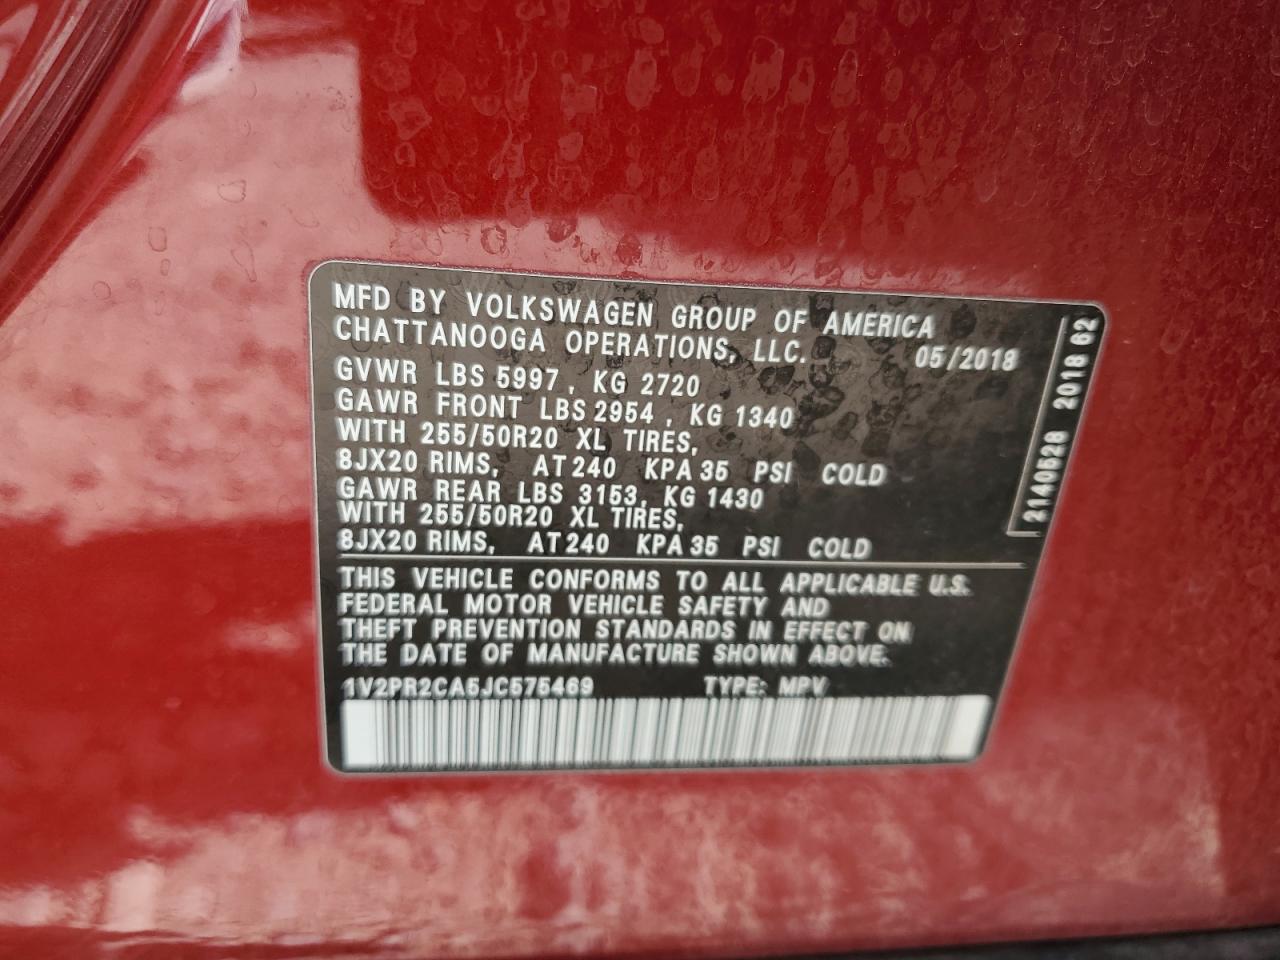 MFD BY VOLKSWAGEN GROUP OF AMERICA
CHATTANOOGA OPERATIONS, LLC. 05/2018
GVWR LBS 5997, KG 2720
GAWR FRONT LBS 2954, KG 1340
WITH 255/50R20 XL TIRES,
8JX20 RIMS, AT 240 KPA 35 PSI COLD
GAWR REAR LBS 3153, KG 1430
WITH 255/50R20 XL TIRES,
8JX20 RIMS, AT 240 KPA 35 PSI COLD
THIS VEHICLE CONFORMS TO ALL APPLICABLE U.S.
FEDERAL MOTOR VEHICLE SAFETY AND
THEFT PREVENTION STANDARDS IN EFFECT ON
THE DATE OF MANUFACTURE SHOWN ABOVE.
1V2PR2CA5JC575469 TYPE: MPV
2140528 2018 62